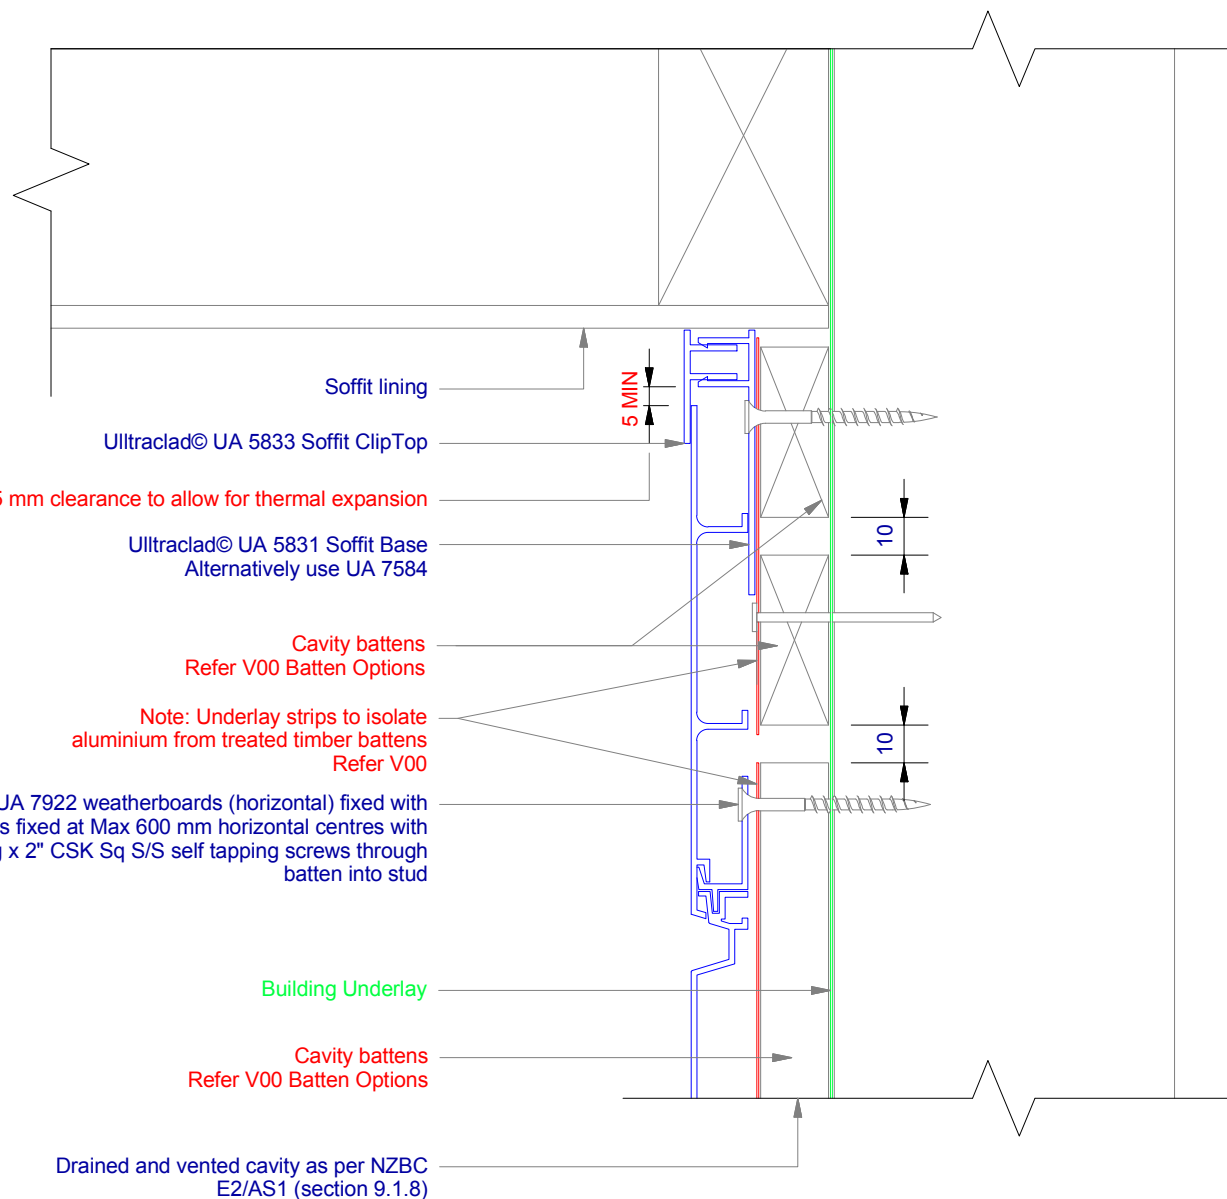 Soffit lining
5 MIN
Ulltraclad© UA 5833 Soffit ClipTop
5 mm clearance to allow for thermal expansion
Ulltraclad© UA 5831 Soffit Base
Alternatively use UA 7584
10
Cavity battens
Refer V00 Batten Options
Note: Underlay strips to isolate
aluminium from treated timber battens
Refer V00
10
UA 7922 weatherboards (horizontal) fixed with
fixed at Max 600 mm horizontal centres with
x 2" CSK Sq S/S self tapping screws through
batten into stud
Building Underlay
Cavity battens
Refer V00 Batten Options
Drained and vented cavity as per NZBC
E2/AS1 (section 9.1.8)